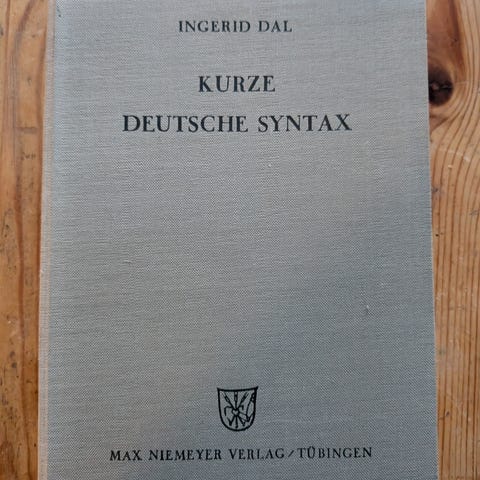 INGERID DAL
KURZE
DEUTSCHE SYNTAX
MAX NIEMEYER VERLAG / TÜBINGEN